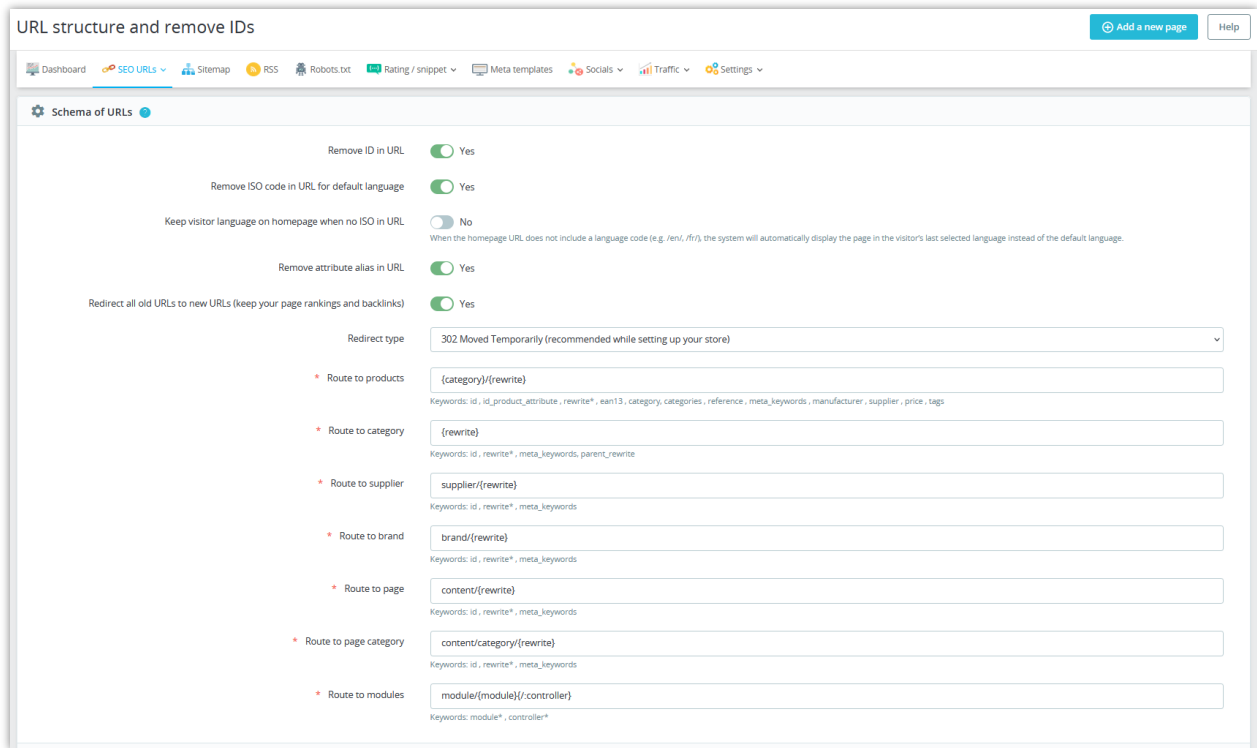 URL structure and remove IDs
Add a new page
Help
Dashboard SEO URLs Sitemap RSS Robots.txt Rating / snippet Meta templates Socials Traffic Settings
Schema of URLs ?
Remove ID in URL Yes
Remove ISO code in URL for default language Yes
Keep visitor language on homepage when no ISO in URL No
When the homepage URL does not include a language code (e.g. /en/, /fr/), the system will automatically display the page in the visitor's last selected language instead of the default language.
Remove attribute alias in URL Yes
Redirect all old URLs to new URLs (keep your page rankings and backlinks) Yes
Redirect type 302 Moved Temporarily (recommended while setting up your store)
* Route to products {category}/{rewrite}
Keywords: id , id_product_attribute , rewrite* , ean13 , category, categories , reference , meta_keywords , manufacturer , supplier , price , tags
* Route to category {rewrite}
Keywords: id , rewrite* , meta_keywords, parent_rewrite
* Route to supplier supplier/{rewrite}
Keywords: id , rewrite* , meta_keywords
* Route to brand brand/{rewrite}
Keywords: id , rewrite* , meta_keywords
* Route to page content/{rewrite}
Keywords: id , rewrite* , meta_keywords
* Route to page category content/category/{rewrite}
Keywords: id , rewrite* , meta_keywords
* Route to modules module/{module}{/:controller}
Keywords: module* , controller*